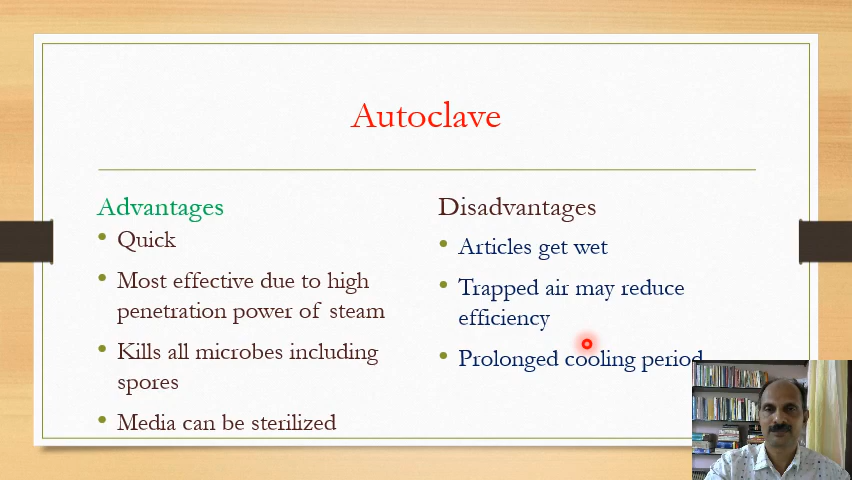 Autoclave
Advantages
Quick
Most effective due to high
penetration power of steam
Kills all microbes including
spores
Media can be sterilized
Disadvantages
Articles get wet
Trapped air may reduce
efficiency
Prolonged cooling period